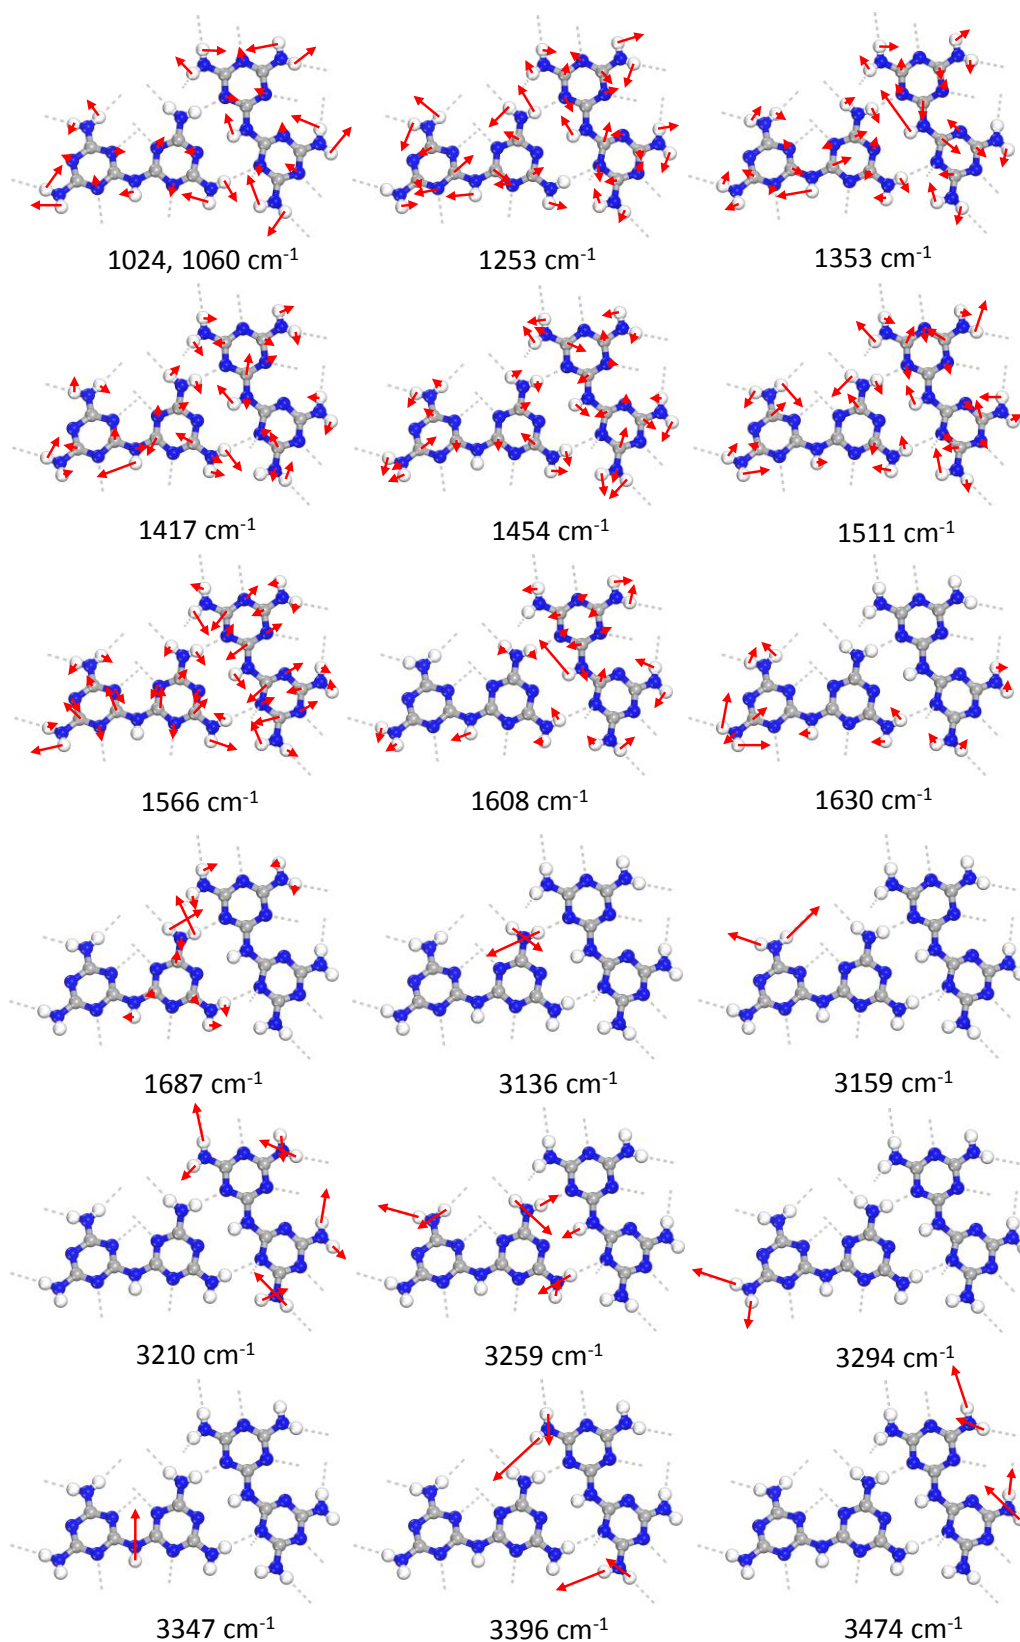 1024, 1060 cm⁻¹
1253 cm⁻¹
1353 cm⁻¹
1417 cm⁻¹
1454 cm⁻¹
1511 cm⁻¹
1566 cm⁻¹
1608 cm⁻¹
1630 cm⁻¹
1687 cm⁻¹
3136 cm⁻¹
3159 cm⁻¹
3210 cm⁻¹
3259 cm⁻¹
3294 cm⁻¹
3347 cm⁻¹
3396 cm⁻¹
3474 cm⁻¹